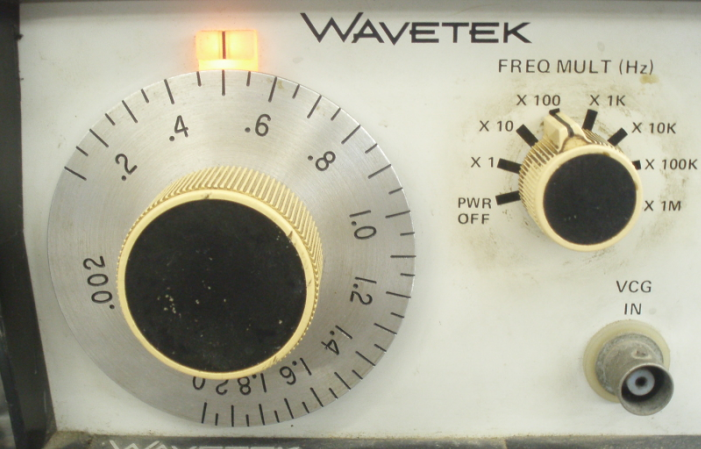 WAVETEK
FREQ MULT (Hz)
X 100
X 1K
X 10
X 10K
X 1
X 100K
PWR
OFF
X 1M
VCG
IN
.002
.2
.4
.6
.8
1.0
1.2
1.4
1.6
1.8
2.0
WAVETEK